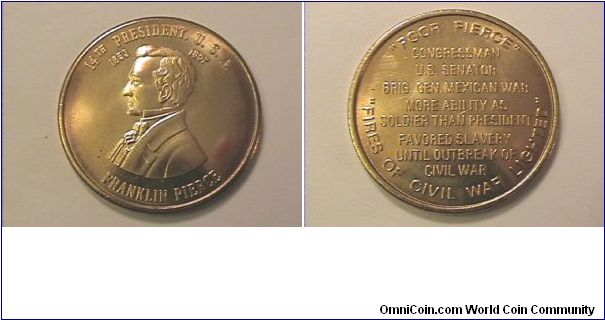 14TH PRESIDENT, U.S.A.
1853 1857
FRANKLIN PIERCE
"POOR PIERCE"
CONGRESSMAN
U.S. SENATOR
BRIG. GEN. MEXICAN WAR
MORE ABILITY AS
SOLDIER THAN PRESIDENT
FAVORED SLAVERY
UNTIL OUTBREAK OF
CIVIL WAR
"FIRES OF CIVIL WAR LIGHTED"
OmniCoin.com World Coin Community